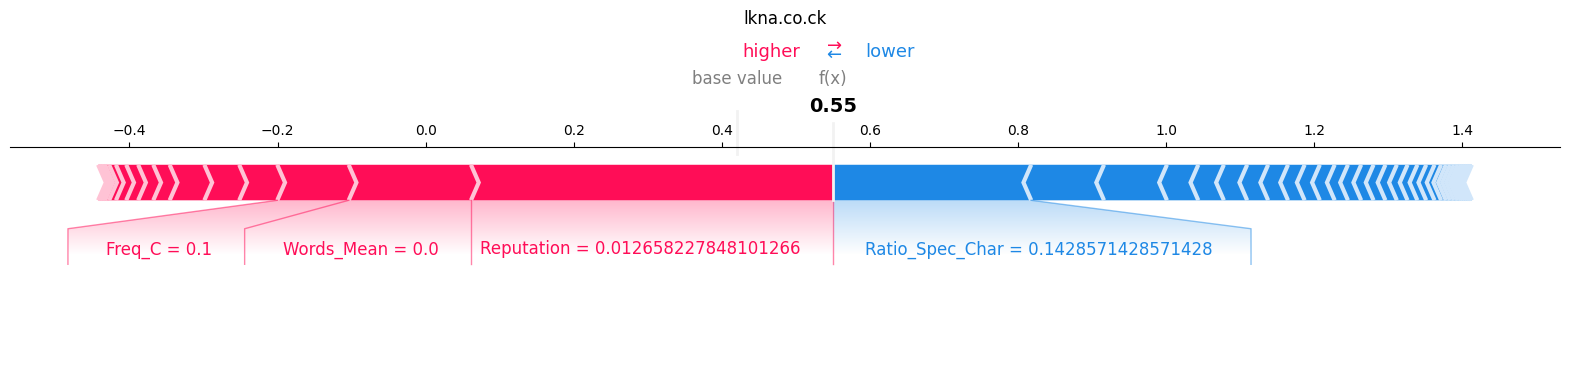 lkna.co.ck
higher ⇄ lower
base value f(x)
0.55
−0.4 −0.2 0.0 0.2 0.4 0.6 0.8 1.0 1.2 1.4
Freq_C = 0.1 Words_Mean = 0.0 Reputation = 0.012658227848101266 Ratio_Spec_Char = 0.1428571428571428